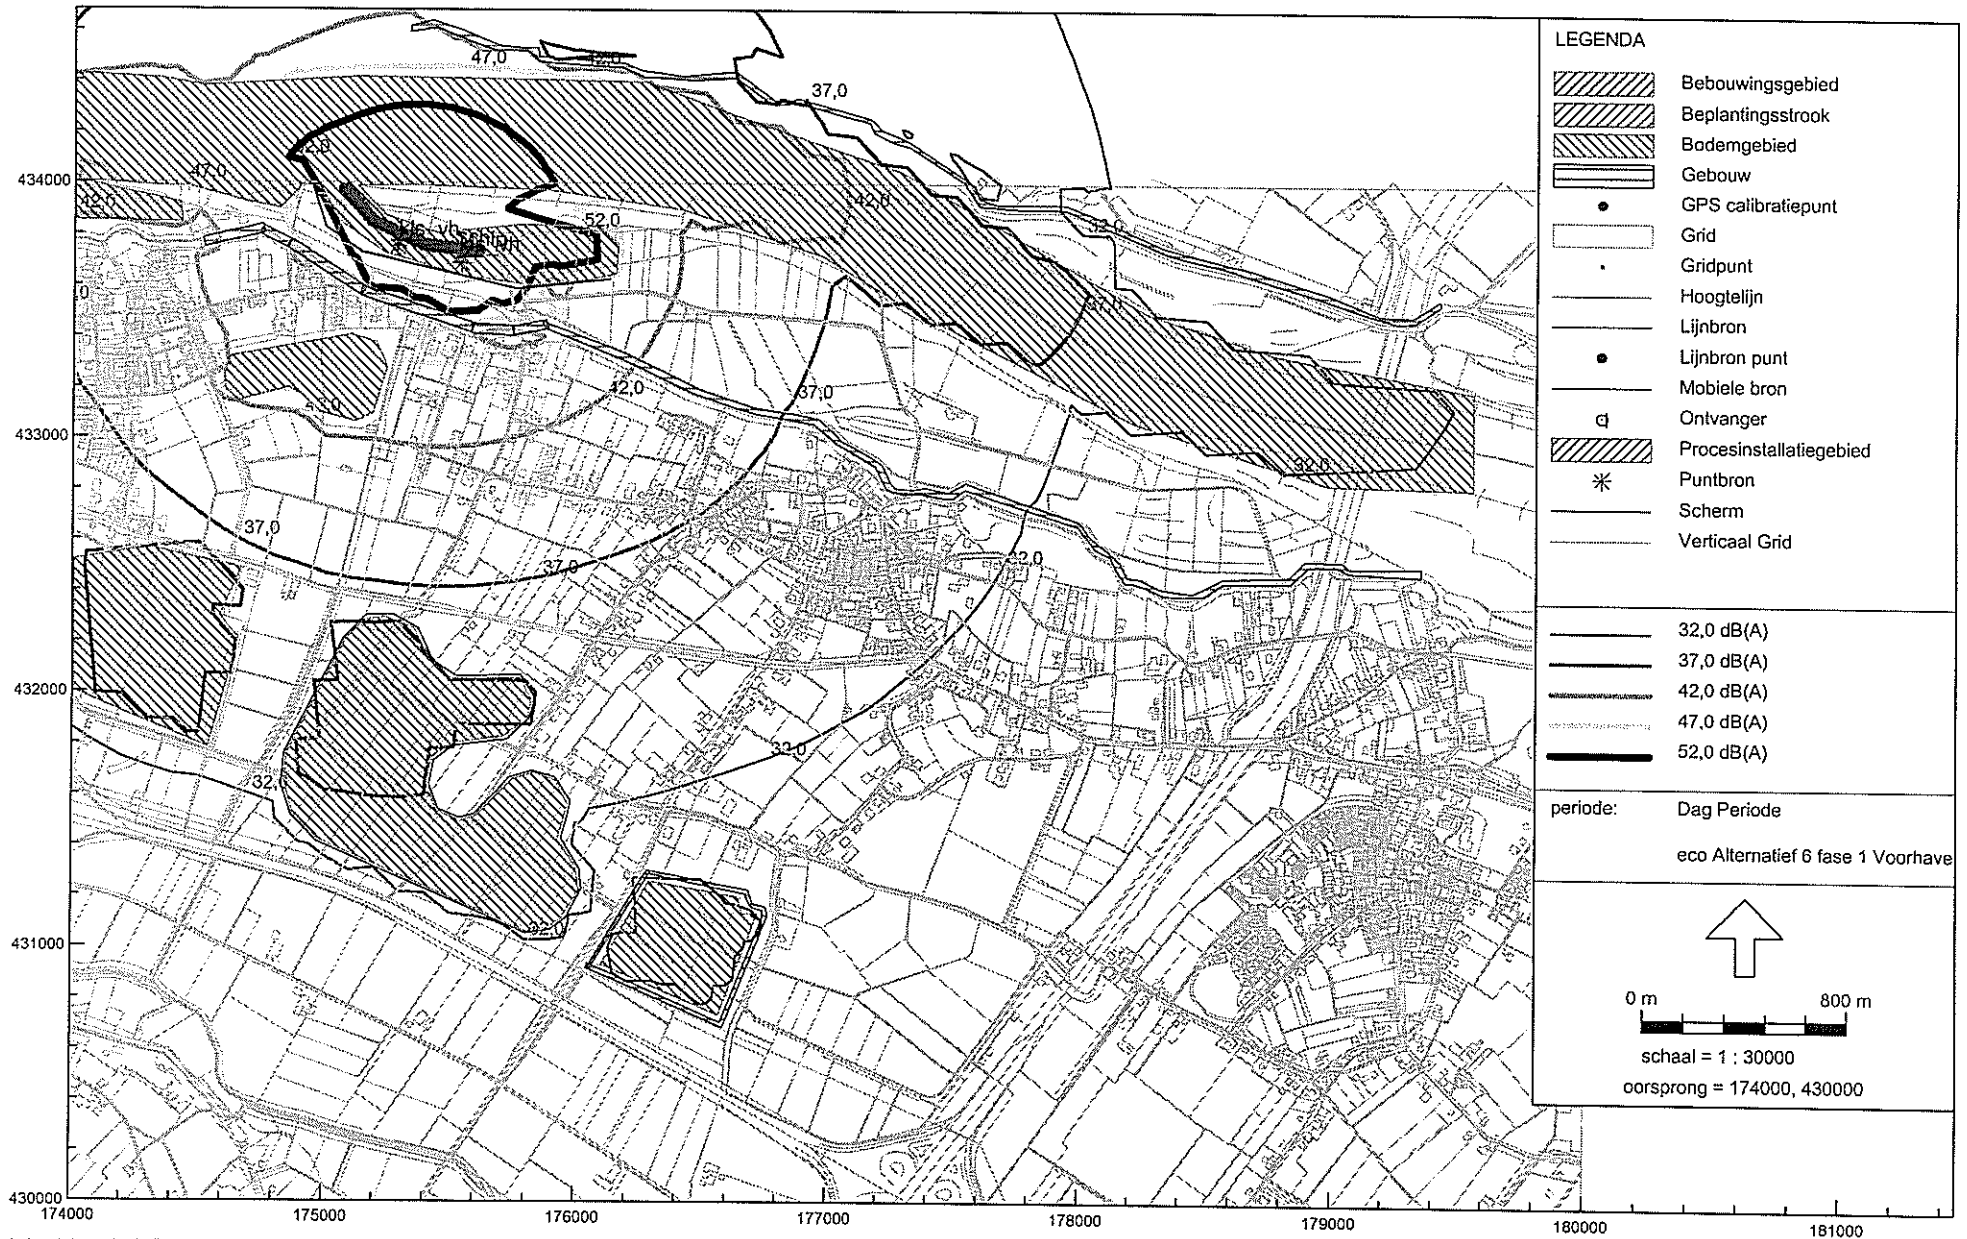 47,0
42,0
37,0
434000
47,0
42,0
52,0
42,0
32,0
37,0
42,0
37,0
433000
32,0
37,0
37,0
432000
32,0
431000
430000
174000
175000
176000
177000
178000
179000
180000
181000
LEGENDA
Bebouwingsgebied
Beplantingsstrook
Bodemgebied
Gebouw
GPS calibratiepunt
Grid
Gridpunt
Hoogtelijn
Lijnbron
Lijnbron punt
Mobiele bron
Ontvanger
Procesinstallatiegebied
Puntbron
Scherm
Verticaal Grid
32,0 dB(A)
37,0 dB(A)
42,0 dB(A)
47,0 dB(A)
52,0 dB(A)
periode: Dag Periode
eco Alternatief 6 fase 1 Voorhave
0 m 800 m
schaal = 1 : 30000
oorsprong = 174000, 430000